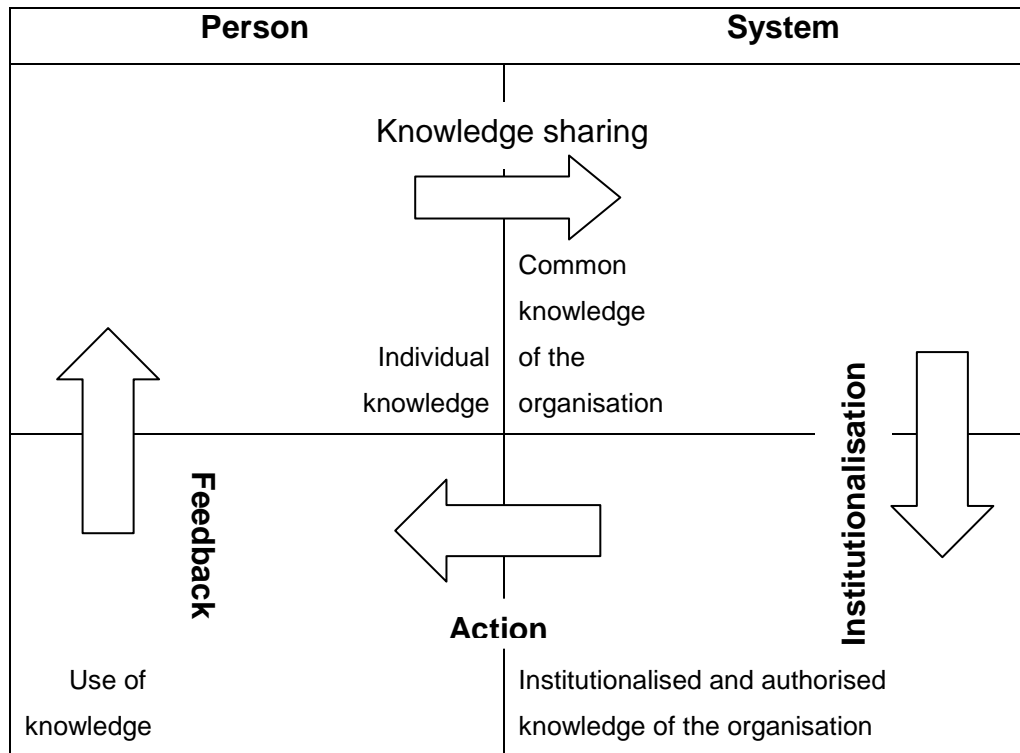 Person
System
Knowledge sharing
Common
knowledge
of the
organisation
Individual
knowledge
Institutionalisation
Feedback
Action
Use of
knowledge
Institutionalised and authorised
knowledge of the organisation